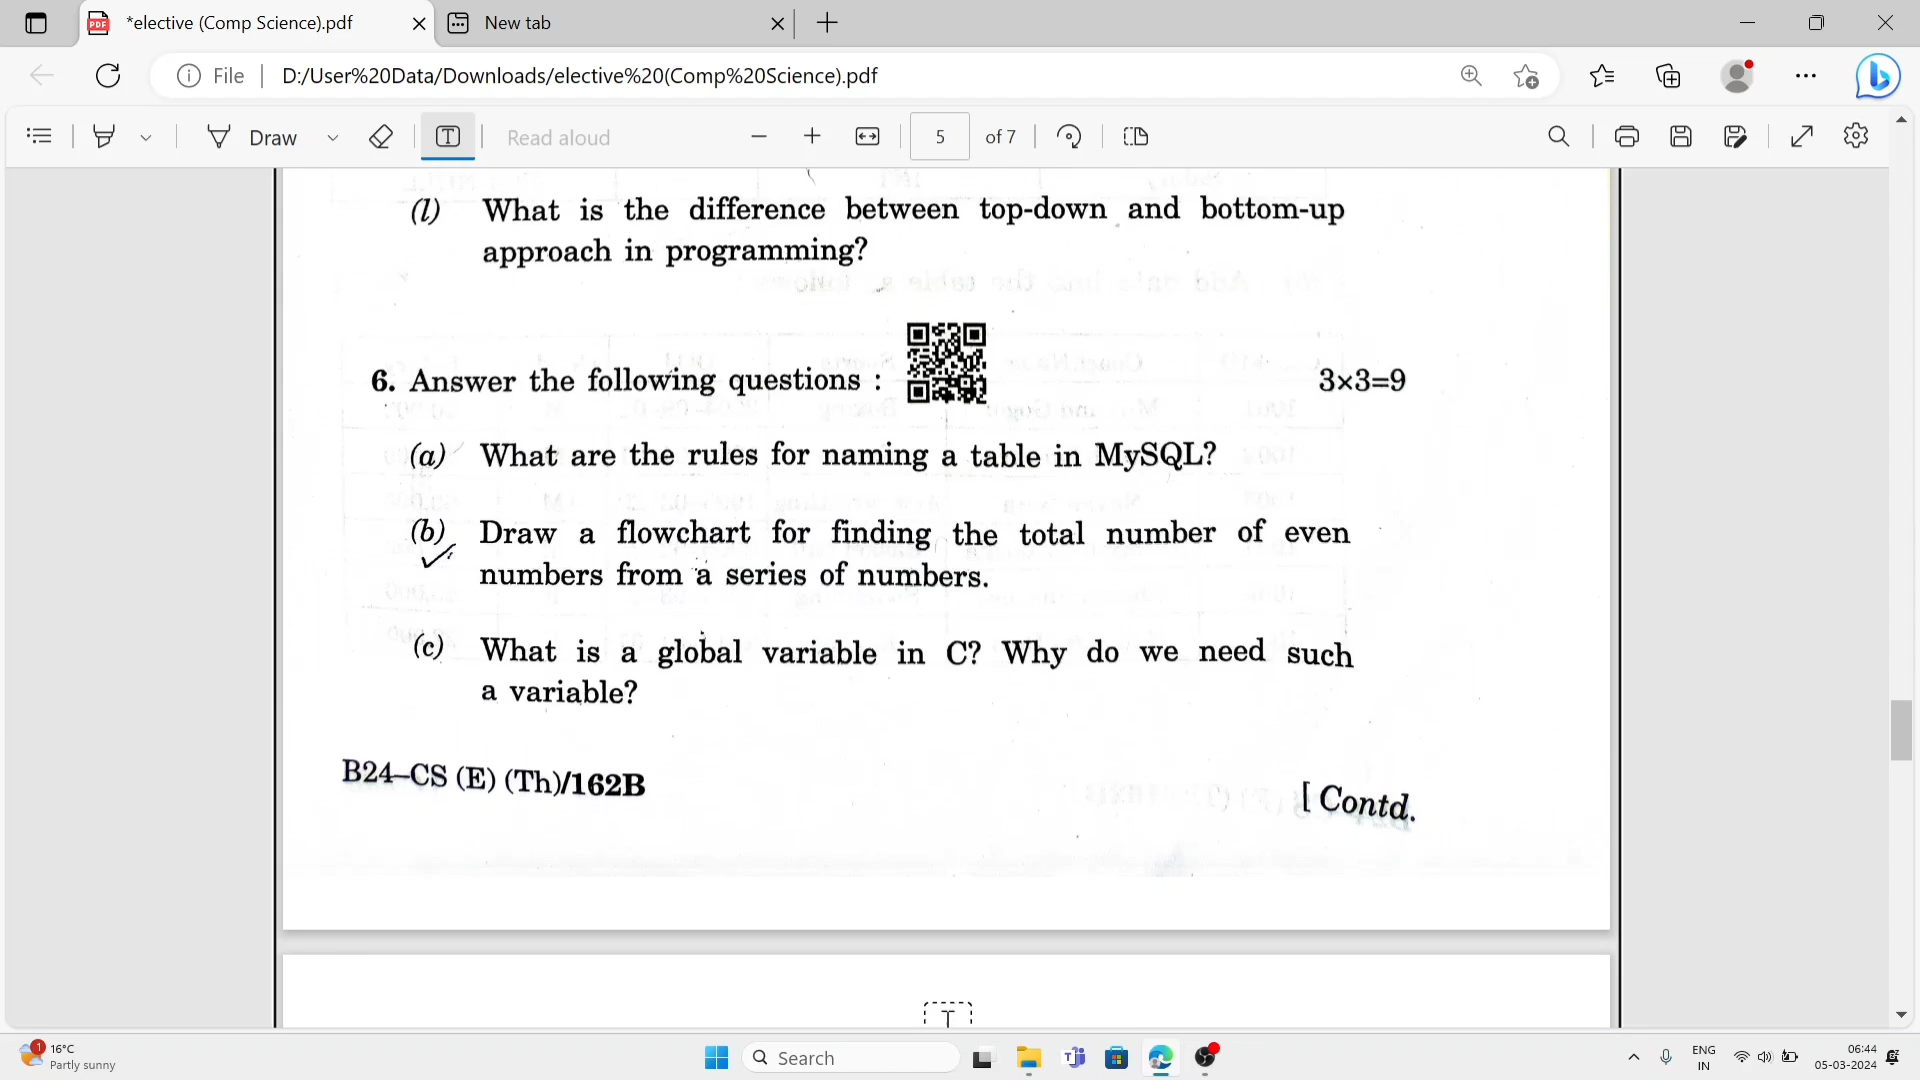 *elective (Comp Science).pdf
New tab
File
D:/User%20Data/Downloads/elective%20(Comp%20Science).pdf
Draw
Read aloud
5
of 7
(l) What is the difference between top-down and bottom-up
approach in programming?
6. Answer the following questions : 3×3=9
(a) What are the rules for naming a table in MySQL?
(b) Draw a flowchart for finding the total number of even
numbers from a series of numbers.
(c) What is a global variable in C? Why do we need such
a variable?
B24–CS (E) (Th)/162B
[ Contd.
1
16°C
Partly sunny
Search
ENG
IN
06:44
05-03-2024